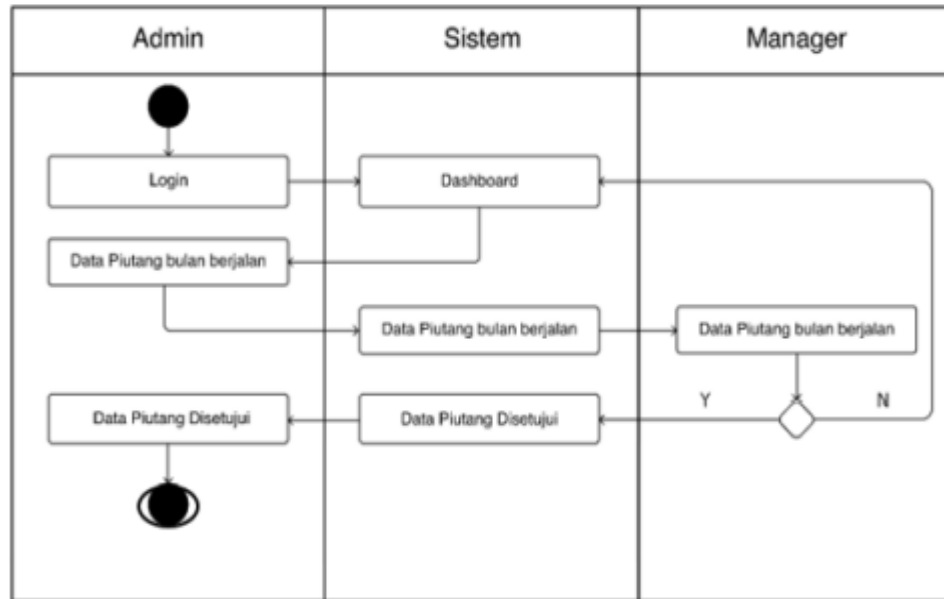 Admin
Sistem
Manager
Login
Dashboard
Data Piutang bulan berjalan
Data Piutang bulan berjalan
Data Piutang bulan berjalan
Y
N
Data Piutang Disetujui
Data Piutang Disetujui